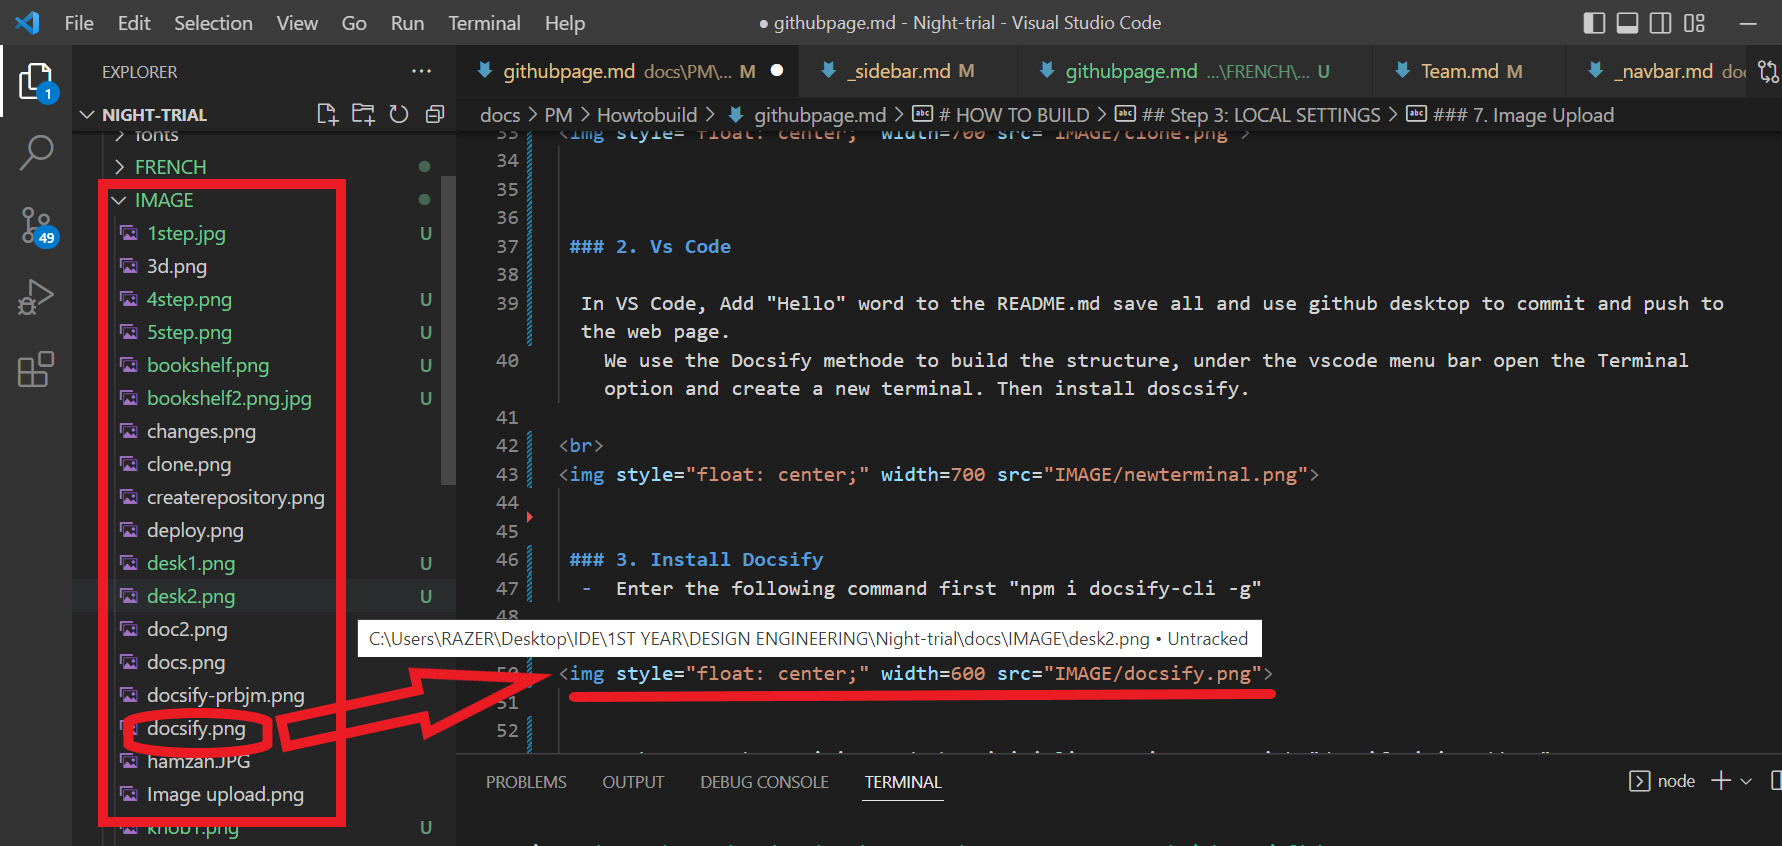 File Edit Selection View Go Run Terminal Help
● githubpage.md - Night-trial - Visual Studio Code
1
49
EXPLORER ...
NIGHT-TRIAL
fonts
FRENCH
IMAGE
1step.jpg U
3d.png
4step.png U
5step.png U
bookshelf.png U
bookshelf2.png.jpg U
changes.png
clone.png
createrepository.png
deploy.png
desk1.png U
desk2.png U
doc2.png
docs.png
docsify-prbjm.png
docsify.png
hamzan.JPG
Image upload.png
knob1.png U
githubpage.md docs\PM\... M ●
_sidebar.md M
githubpage.md ...\FRENCH\... U
Team.md M
_navbar.md doc
docs > PM > Howtobuild > githubpage.md > # HOW TO BUILD > ## Step 3: LOCAL SETTINGS > ### 7. Image Upload
33 <img style="float: center;" width=700 src="IMAGE/clone.png">
34
35
36
37 ### 2. Vs Code
38
39 In VS Code, Add "Hello" word to the README.md save all and use github desktop to commit and push to
the web page.
40 We use the Docsify methode to build the structure, under the vscode menu bar open the Terminal
option and create a new terminal. Then install doscsify.
41
42 <br>
43 <img style="float: center;" width=700 src="IMAGE/newterminal.png">
44
45
46 ### 3. Install Docsify
47 - Enter the following command first "npm i docsify-cli -g"
48
C:\Users\RAZER\Desktop\IDE\1ST YEAR\DESIGN ENGINEERING\Night-trial\docs\IMAGE\desk2.png • Untracked
50 <img style="float: center;" width=600 src="IMAGE/docsify.png">
51
52
PROBLEMS OUTPUT DEBUG CONSOLE TERMINAL
node